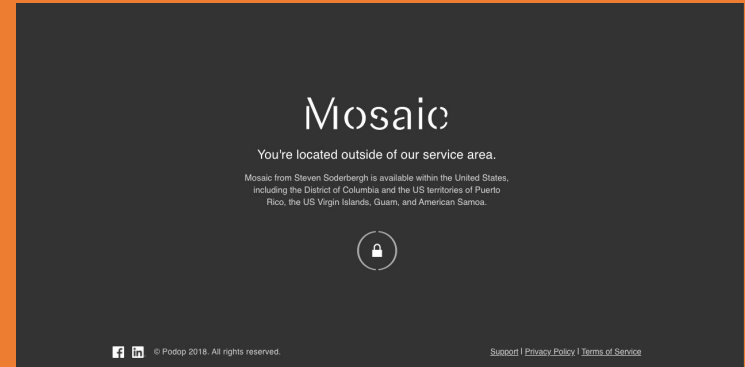 Mosaic
You're located outside of our service area.
Mosaic from Steven Soderbergh is available within the United States,
including the District of Columbia and the US territories of Puerto
Rico, the US Virgin Islands, Guam, and American Samoa.
© Podop 2018. All rights reserved.
Support | Privacy Policy | Terms of Service